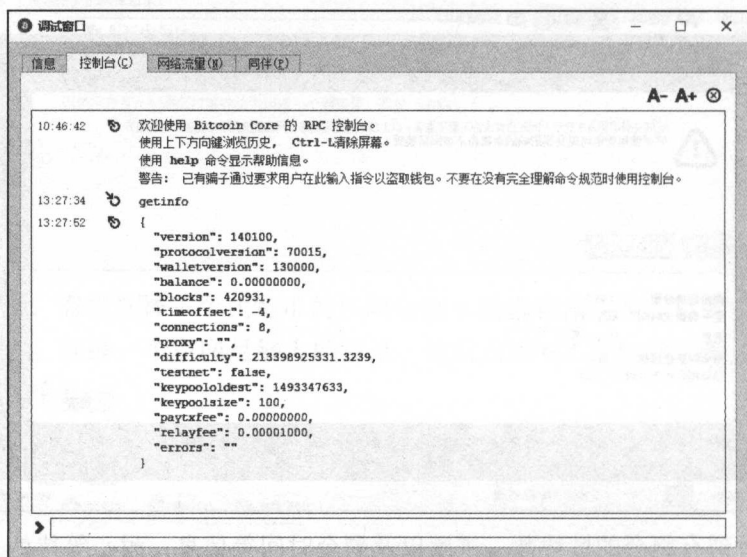 调试窗口
信息 控制台(C) 网络流量(N) 同伴(P)
A- A+
10:46:42 欢迎使用 Bitcoin Core 的 RPC 控制台。
使用上下方向键浏览历史, Ctrl-L清除屏幕。
使用 help 命令显示帮助信息。
警告: 已有骗子通过要求用户在此输入指令以盗取钱包。不要在没有完全理解命令规范时使用控制台。
13:27:34 getinfo
13:27:52 {
"version": 140100,
"protocolversion": 70015,
"walletversion": 130000,
"balance": 0.00000000,
"blocks": 420931,
"timeoffset": -4,
"connections": 8,
"proxy": "",
"difficulty": 213398925331.3239,
"testnet": false,
"keypoololdest": 1493347633,
"keypoolsize": 100,
"paytxfee": 0.00000000,
"relayfee": 0.00001000,
"errors": ""
}